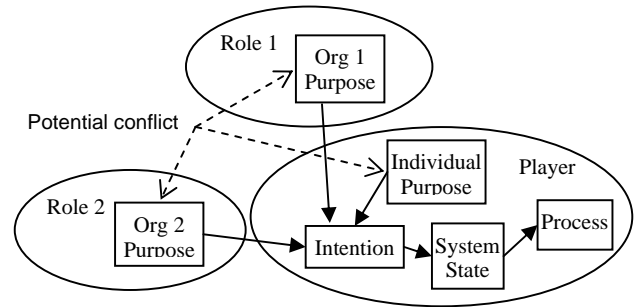 Role 1
Org 1
Purpose
Potential conflict
Individual
Purpose
Player
Role 2
Org 2
Purpose
Intention
System
State
Process